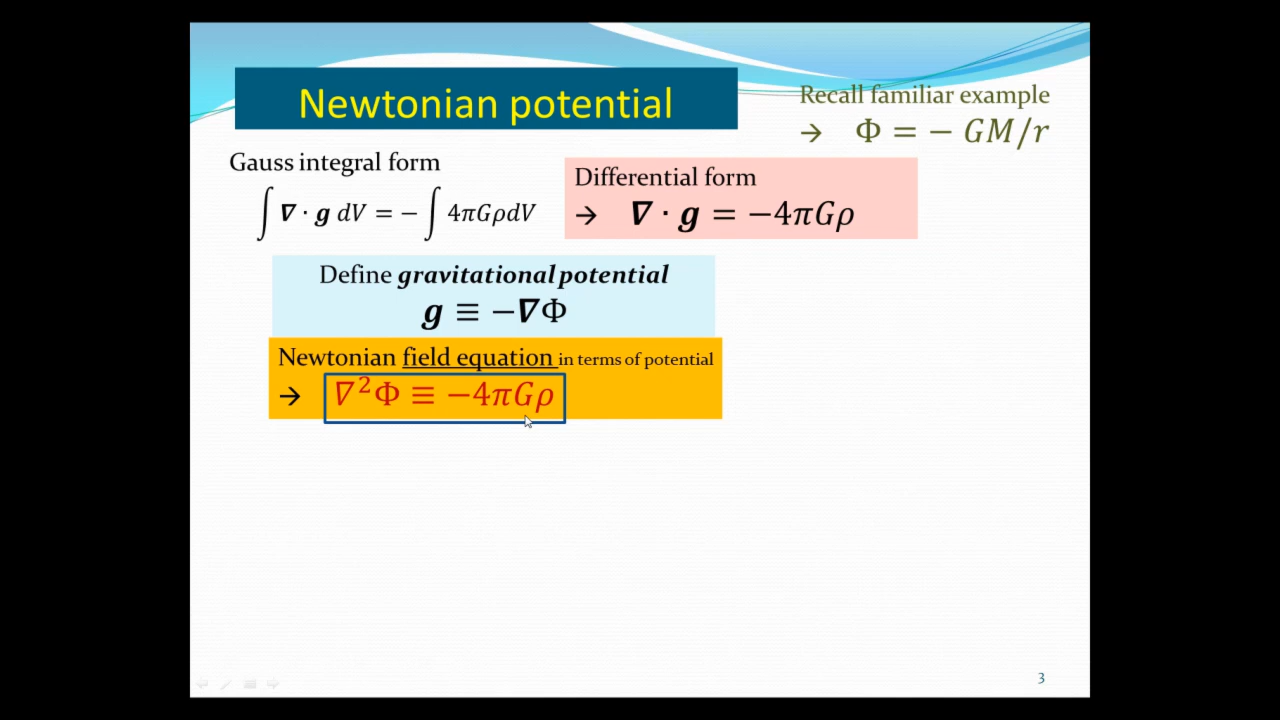 Newtonian potential
Recall familiar example
→ Φ = − GM/r
Gauss integral form
∫ 𝛁 · 𝒈 dV = − ∫ 4πGρdV
Differential form
→ 𝛁 · 𝒈 = −4πGρ
Define gravitational potential
𝒈 ≡ −𝛁Φ
Newtonian field equation in terms of potential
→ ∇²Φ ≡ −4πGρ
3